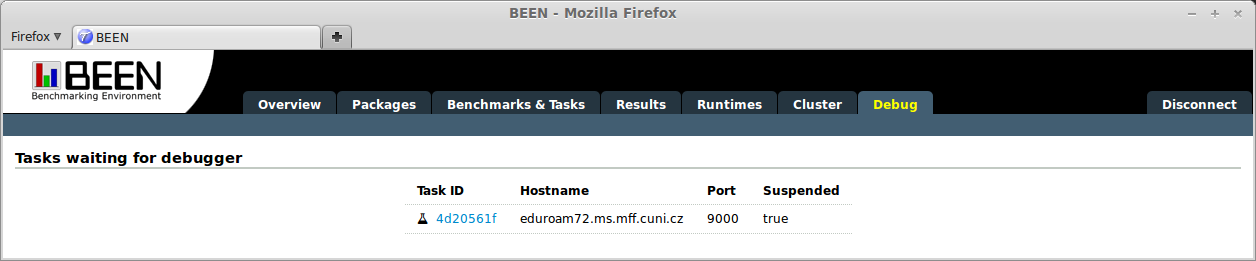 BEEN - Mozilla Firefox
Firefox
BEEN
BEEN
Benchmarking Environment
Overview Packages Benchmarks & Tasks Results Runtimes Cluster Debug Disconnect
Tasks waiting for debugger
Task ID Hostname Port Suspended
4d20561f eduroam72.ms.mff.cuni.cz 9000 true